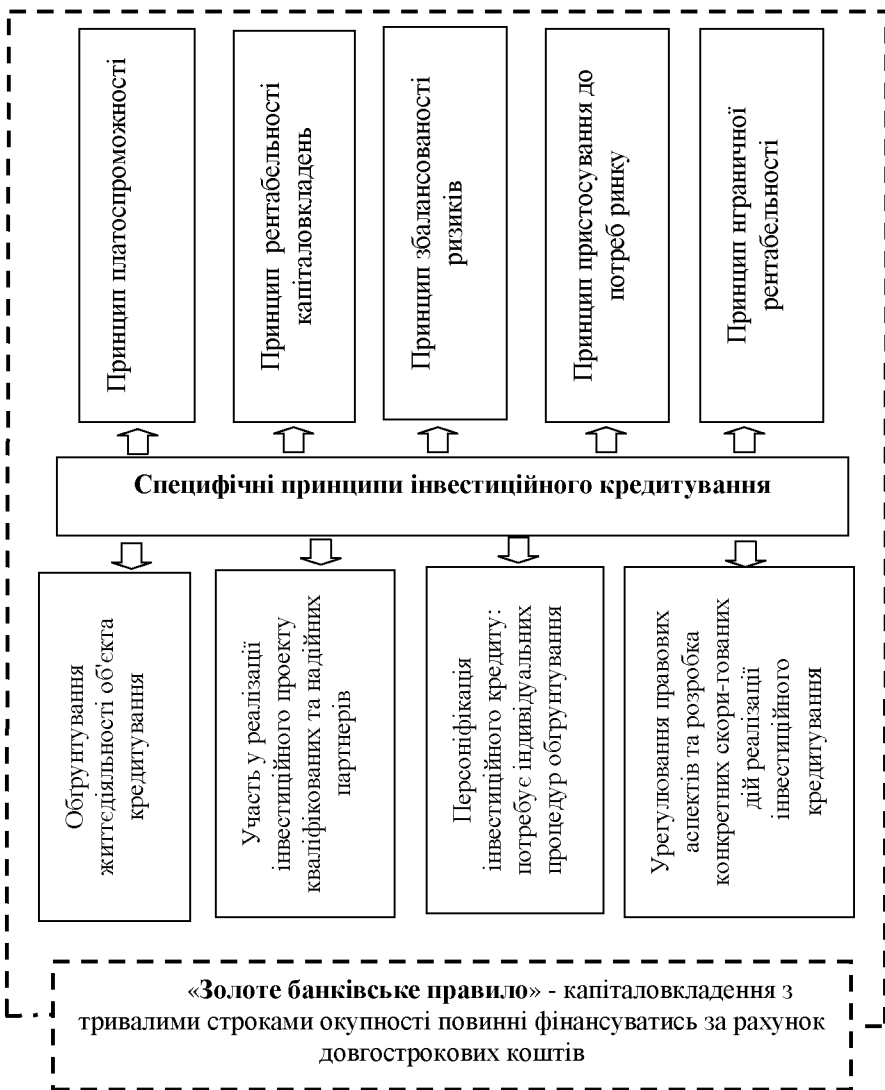 Принцип платоспроможності
Принцип рентабельності
капіталовкладень
Принцип збалансованості
ризиків
Принцип пристосування до
потреб ринку
Принцип нграничної
рентабельності
Специфічні принципи інвестиційного кредитування
Обґрунтування
життєдіяльності об'єкта
кредитування
Участь у реалізації
інвестиційного проекту
кваліфікованих та надійних
партнерів
Персоніфікація
інвестиційного кредиту:
потребує індивідуальних
процедур обґрунтування
Урегулювання правових
аспектів та розробка
конкретних скори-гованих
дій реалізації
інвестиційного
кредитування
«Золоте банківське правило» - капіталовкладення з
тривалими строками окупності повинні фінансуватись за рахунок
довгострокових коштів